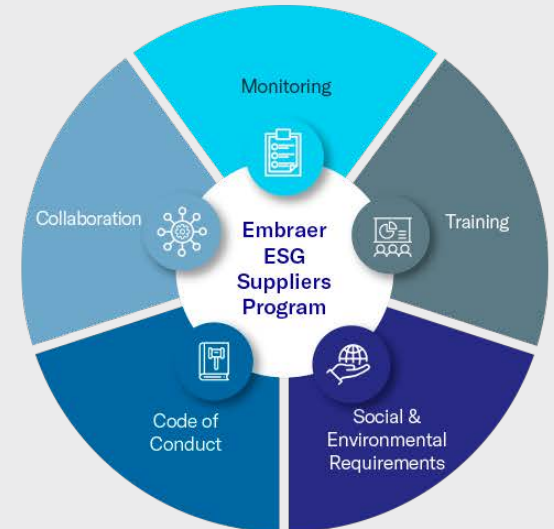 Monitoring
Collaboration
Training
Embraer
ESG
Suppliers
Program
Code of
Conduct
Social &
Environmental
Requirements